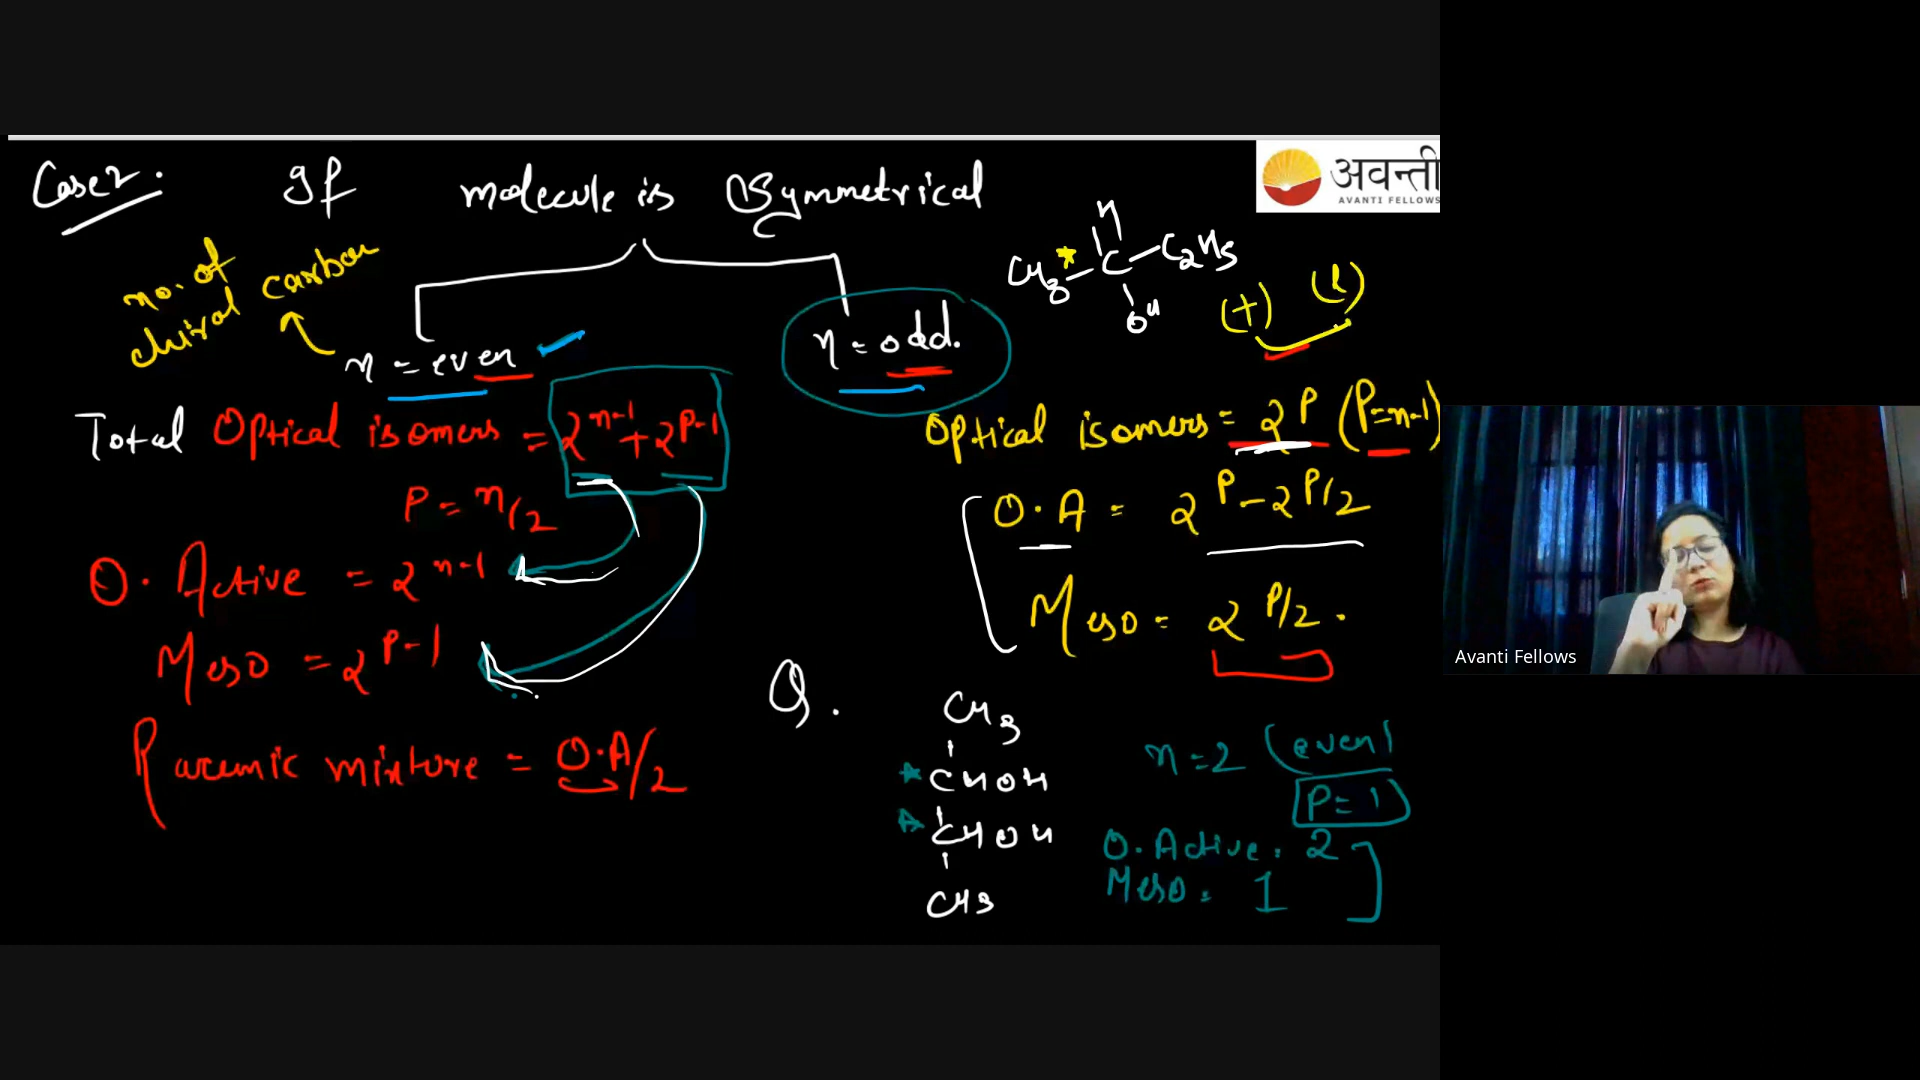 Case 2. If molecule is Symmetrical
अवन्ती
AVANTI FELLOWS
no. of
chiral carbon
n = even
n = odd.
CH3 C C2H5
H
OH
(+) (l)
Total Optical isomers = 2^n-1 + 2^P-1
P = n/2
O. Active = 2^n-1
Meso = 2^P-1
Racemic mixture = O.A/2
Optical isomers = 2^P (P=n-1)
O.A = 2^P - 2^P/2
Meso = 2^P/2.
Q.
CH3
* CHOH
CHOH
CH3
n = 2 (even)
P = 1
O. Active = 2
Meso = 1
Avanti Fellows